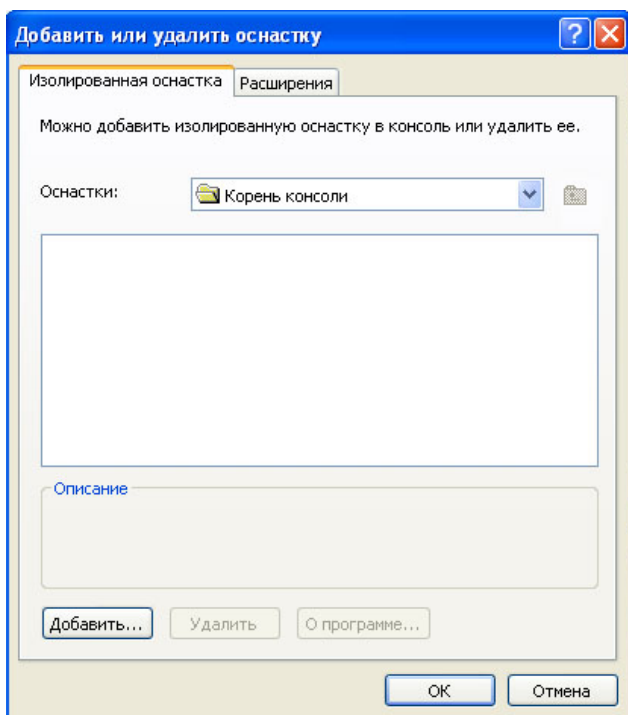 Добавить или удалить оснастку
Изолированная оснастка
Расширения
Можно добавить изолированную оснастку в консоль или удалить ее.
Оснастки:
Корень консоли
Описание
Добавить...
Удалить
О программе...
ОК
Отмена